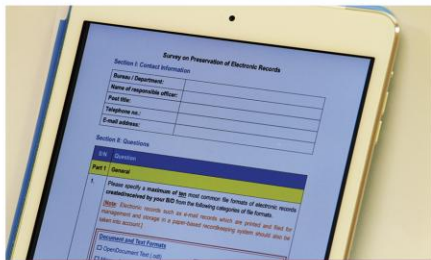 Survey on Preservation of Electronic Records
Section I: Contact Information
Bureau / Department:
Name of responsible officer:
Post title:
Telephone no.:
E-mail address:
Section II: Questions
S/N Question
Part 1 General
1. Please specify a maximum of ten most common file formats of electronic records
created/received by your B/D from the following categories of file formats.
[Note: Electronic records such as e-mail records which are printed and filed for
management and storage in a paper-based recordkeeping system should also be
taken into account.]
Document and Text Formats
OpenDocument Text (.odt)